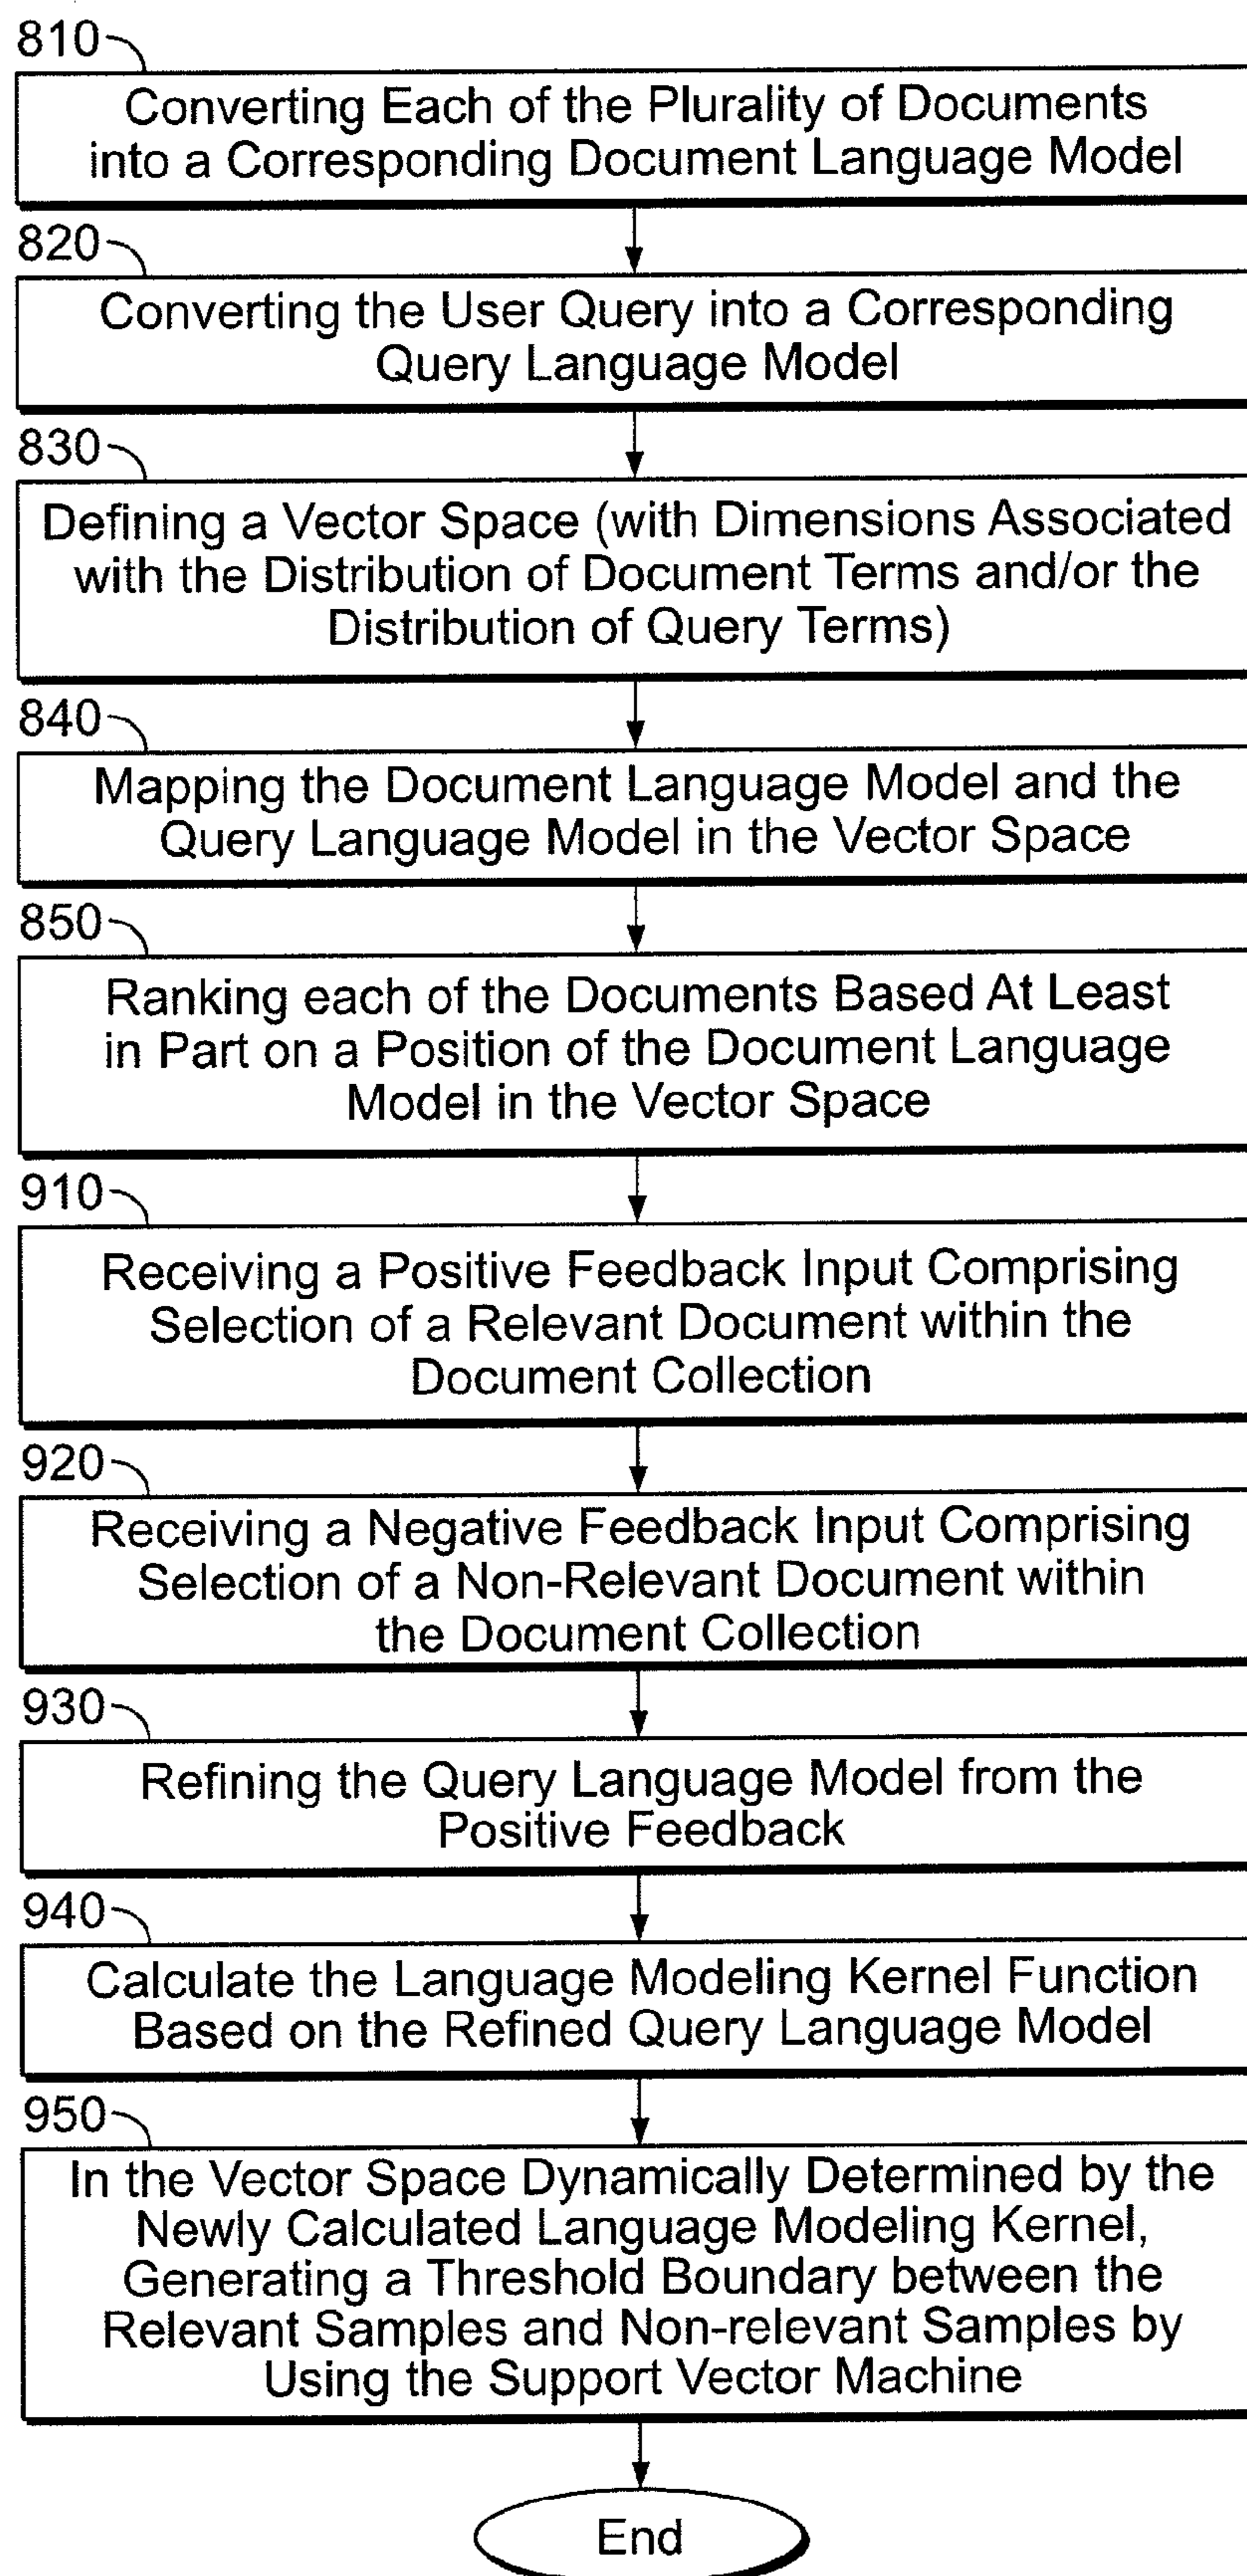 810
Converting Each of the Plurality of Documents
into a Corresponding Document Language Model
820
Converting the User Query into a Corresponding
Query Language Model
830
Defining a Vector Space (with Dimensions Associated
with the Distribution of Document Terms and/or the
Distribution of Query Terms)
840
Mapping the Document Language Model and the
Query Language Model in the Vector Space
850
Ranking each of the Documents Based At Least
in Part on a Position of the Document Language
Model in the Vector Space
910
Receiving a Positive Feedback Input Comprising
Selection of a Relevant Document within the
Document Collection
920
Receiving a Negative Feedback Input Comprising
Selection of a Non-Relevant Document within
the Document Collection
930
Refining the Query Language Model from the
Positive Feedback
940
Calculate the Language Modeling Kernel Function
Based on the Refined Query Language Model
950
In the Vector Space Dynamically Determined by the
Newly Calculated Language Modeling Kernel,
Generating a Threshold Boundary between the
Relevant Samples and Non-relevant Samples by
Using the Support Vector Machine
End